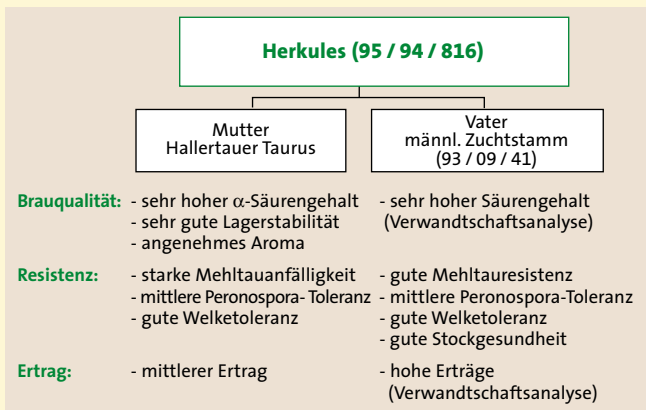 Herkules (95 / 94 / 816)
Mutter
Hallertauer Taurus
Vater
männl. Zuchtstamm
(93 / 09 / 41)
Brauqualität: - sehr hoher α-Säurengehalt - sehr hoher Säurengehalt
- sehr gute Lagerstabilität (Verwandtschaftsanalyse)
- angenehmes Aroma
Resistenz: - starke Mehltauanfälligkeit - gute Mehltauresistenz
- mittlere Peronospora- Toleranz - mittlere Peronospora-Toleranz
- gute Welketoleranz - gute Welketoleranz
- gute Stockgesundheit
Ertrag: - mittlerer Ertrag - hohe Erträge
(Verwandtschaftsanalyse)